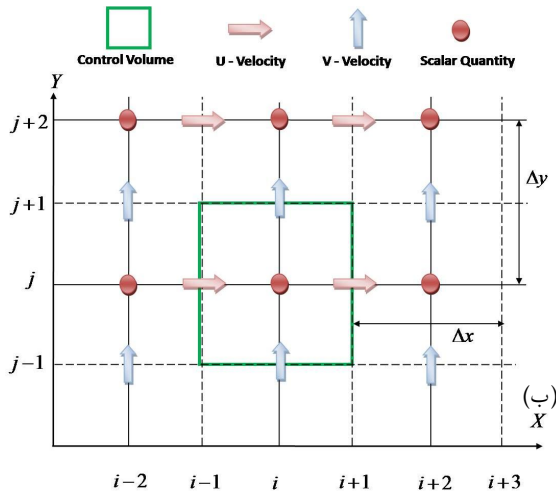 Control Volume
U - Velocity
V - Velocity
Scalar Quantity
Y
j+2
Δy
j+1
j
Δx
j-1
(ب)
X
i-2 i-1 i i+1 i+2 i+3